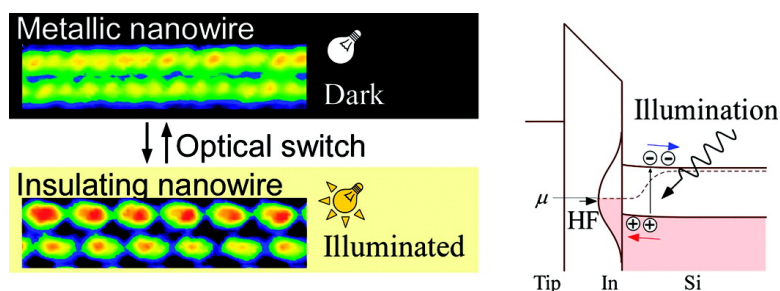 Metallic nanowire
Dark
Optical switch
Insulating nanowire
Illuminated
Illumination
μ
HF
Tip
In
Si